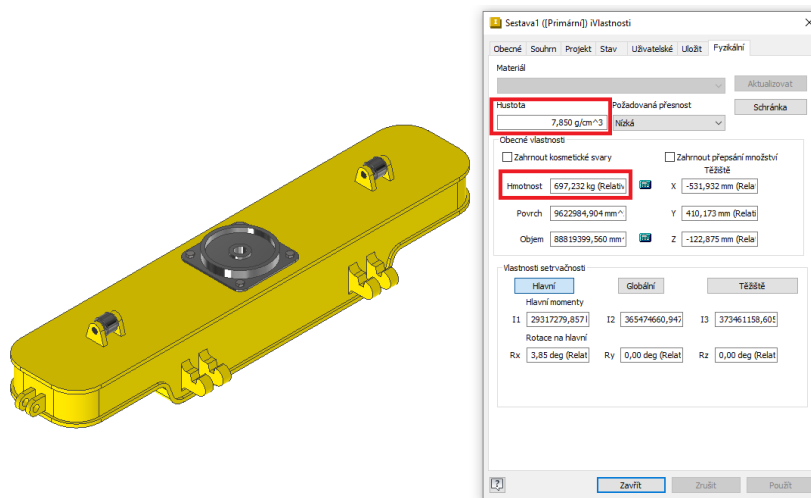 Sestava1 ([Primární]) iVlastnosti
Obecné Souhrn Projekt Stav Uživatelské Uložit Fyzikální
Materiál
Aktualizovat
Hustota Požadovaná přesnost
7,850 g/cm^3 Nízká Schránka
Obecné vlastnosti
Zahrnout kosmetické svary Zahrnout přepsání množství
Těžiště
Hmotnost 697,232 kg (Relativ X -531,932 mm (Rela
Povrch 9622984,904 mm^ Y 410,173 mm (Relati
Objem 88819399,560 mm Z -122,875 mm (Rela
Vlastnosti setrvačnosti
Hlavní Globální Těžiště
Hlavní momenty
I1 29317279,857 I2 365474660,947 I3 373461158,605
Rotace na hlavní
Rx 3,85 deg (Relat Ry 0,00 deg (Relat Rz 0,00 deg (Relat
Zavřít Zrušit Použít